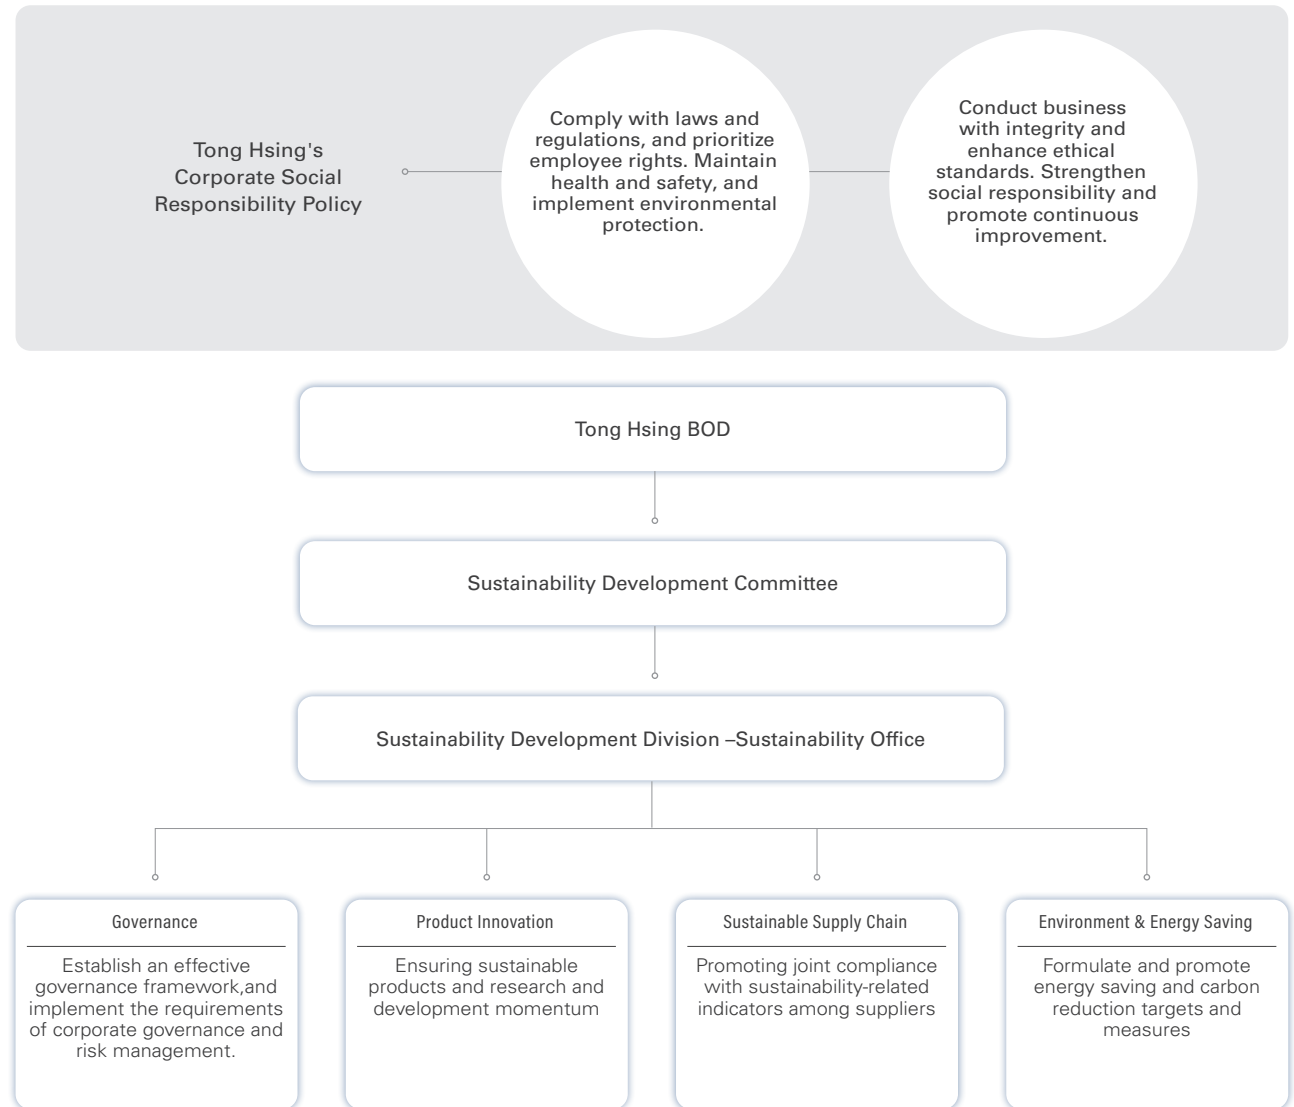 Tong Hsing's
Corporate Social
Responsibility Policy
Comply with laws and
regulations, and prioritize
employee rights. Maintain
health and safety, and
implement environmental
protection.
Conduct business
with integrity and
enhance ethical
standards. Strengthen
social responsibility and
promote continuous
improvement.
Tong Hsing BOD
Sustainability Development Committee
Sustainability Development Division –Sustainability Office
Governance
Establish an effective
governance framework,and
implement the requirements
of corporate governance and
risk management.
Product Innovation
Ensuring sustainable
products and research and
development momentum
Sustainable Supply Chain
Promoting joint compliance
with sustainability-related
indicators among suppliers
Environment & Energy Saving
Formulate and promote
energy saving and carbon
reduction targets and
measures